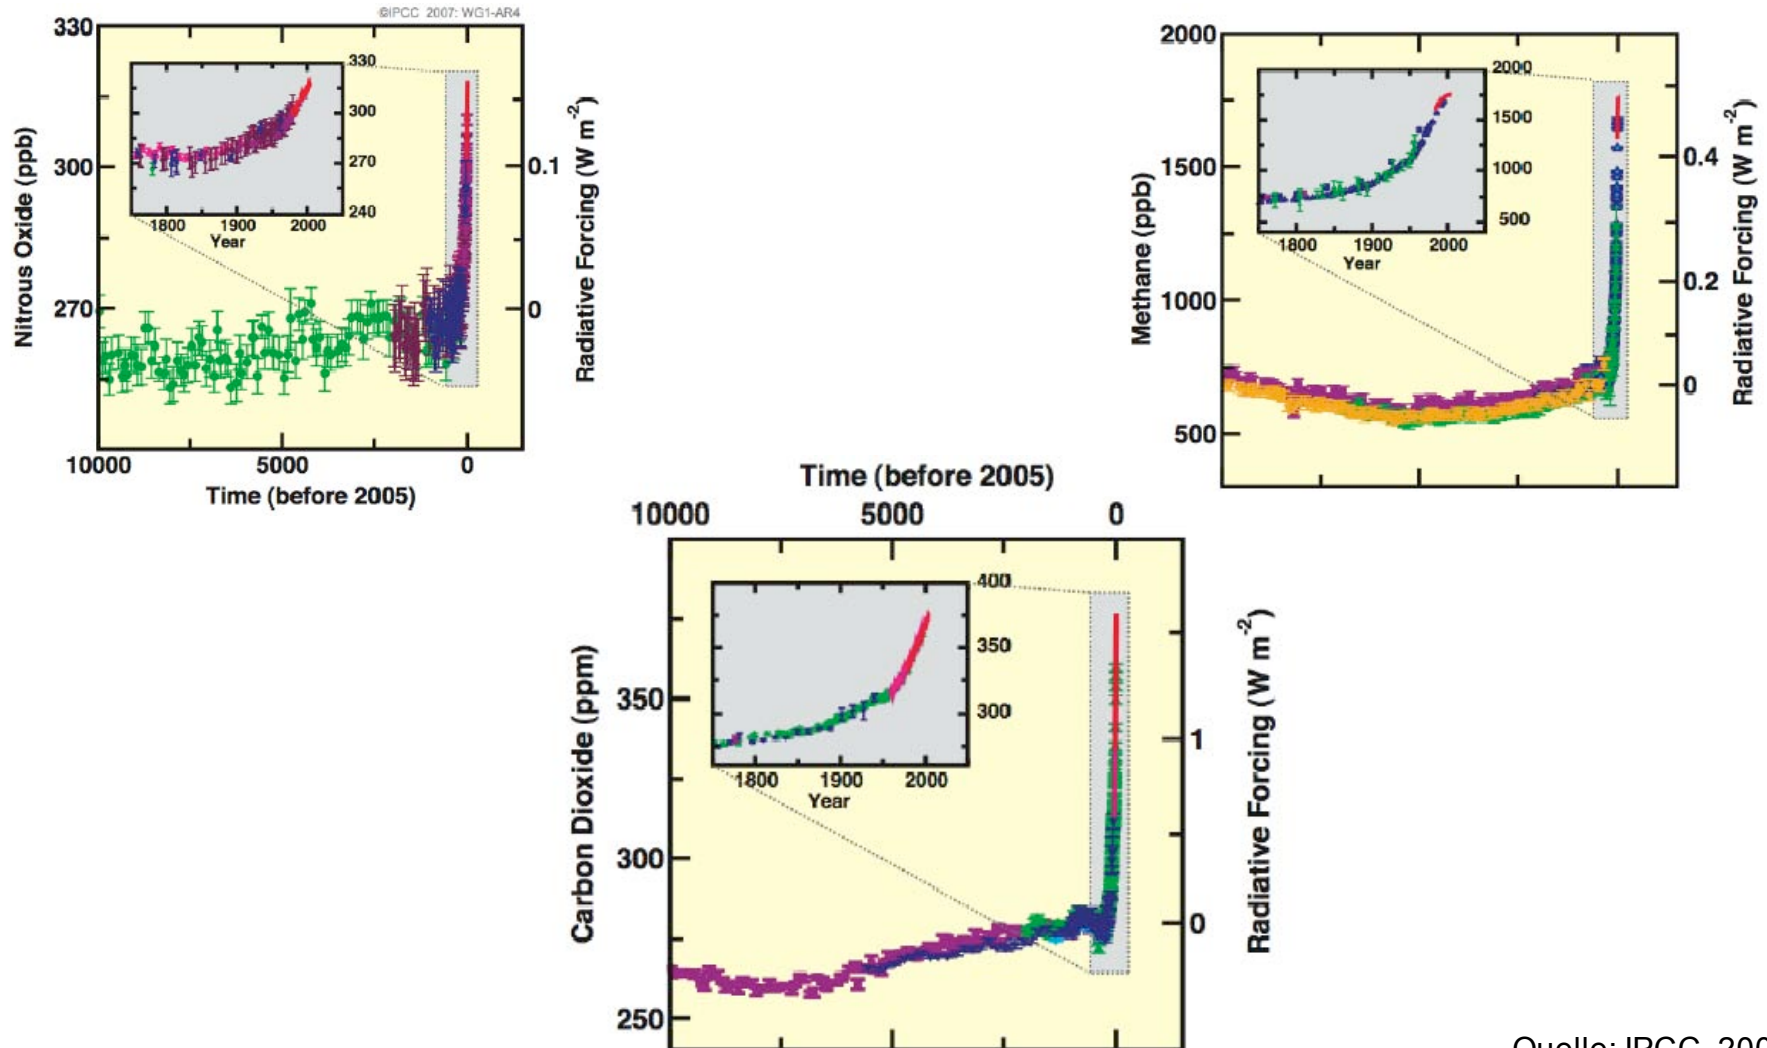 ©IPCC 2007: WG1-AR4
330
300
270
Nitrous Oxide (ppb)
330
300
270
240
1800 1900 2000
Year
0.1
0
Radiative Forcing (W m-2)
10000 5000 0
Time (before 2005)
2000
1500
1000
500
Methane (ppb)
2000
1500
1000
500
1800 1900 2000
Year
0.4
0.2
0
Radiative Forcing (W m-2)
Time (before 2005)
10000 5000 0
350
300
250
Carbon Dioxide (ppm)
400
350
300
1800 1900 2000
Year
1
0
Radiative Forcing (W m-2)
Quelle: IPCC, 200